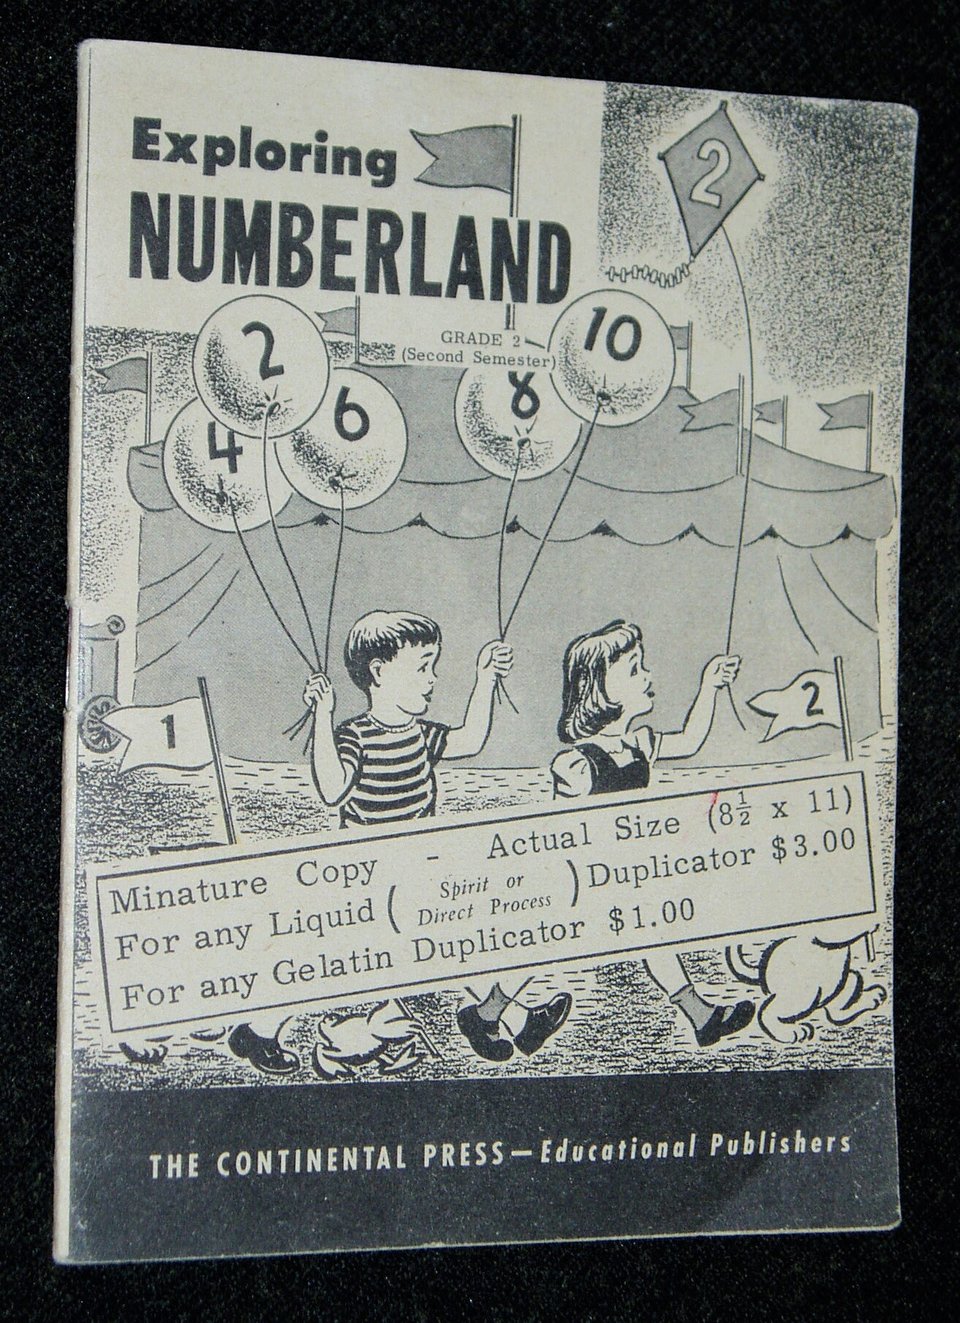 Exploring
NUMBERLAND
2
GRADE 2
(Second Semester)
2
10
4
6
8
1
2
Minature Copy - Actual Size (8½ x 11)
For any Liquid ( Spirit or Direct Process ) Duplicator $3.00
For any Gelatin Duplicator $1.00
THE CONTINENTAL PRESS—Educational Publishers